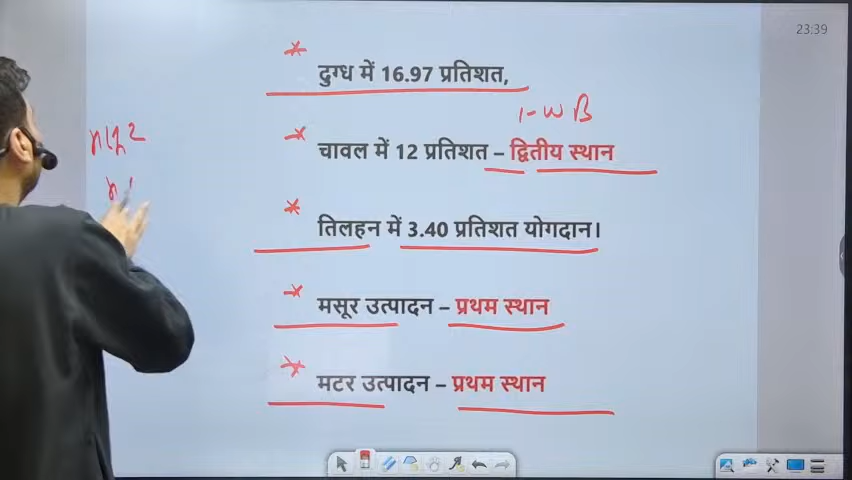 23:39
* दुग्ध में 16.97 प्रतिशत,
1-WB
* चावल में 12 प्रतिशत – द्वितीय स्थान
* तिलहन में 3.40 प्रतिशत योगदान।
* मसूर उत्पादन – प्रथम स्थान
* मटर उत्पादन – प्रथम स्थान